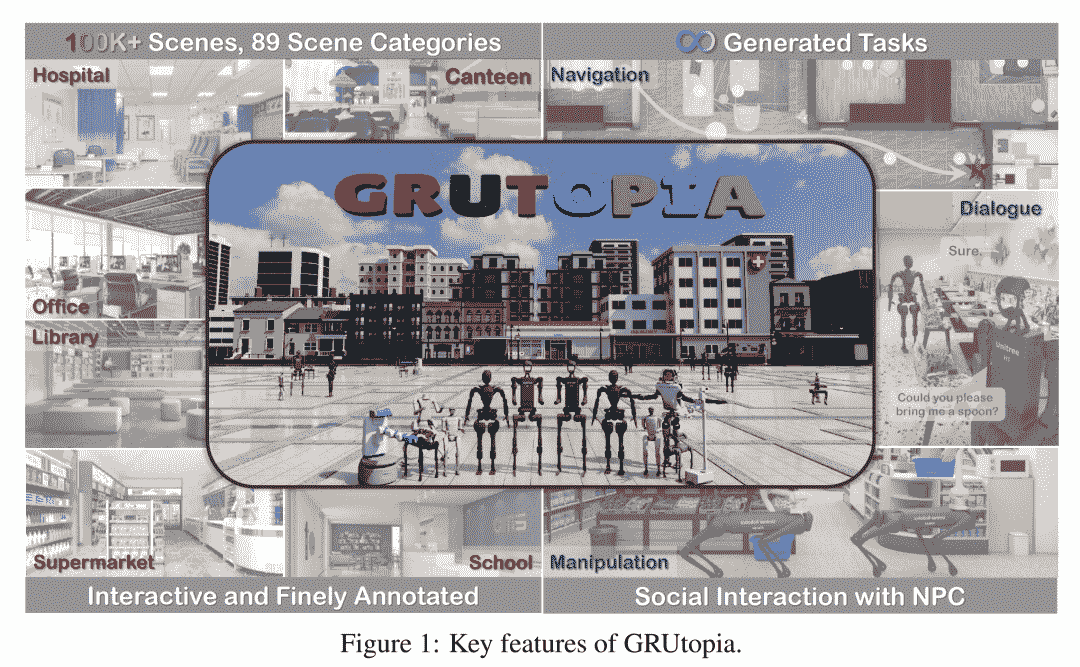 100K+ Scenes, 89 Scene Categories
∞ Generated Tasks
Hospital
Canteen
Navigation
GRUTOPIA
Dialogue
Sure.
Office
Library
Unitree
Could you please
bring me a spoon?
Supermarket
School
Manipulation
Interactive and Finely Annotated
Social Interaction with NPC
Figure 1: Key features of GRUtopia.